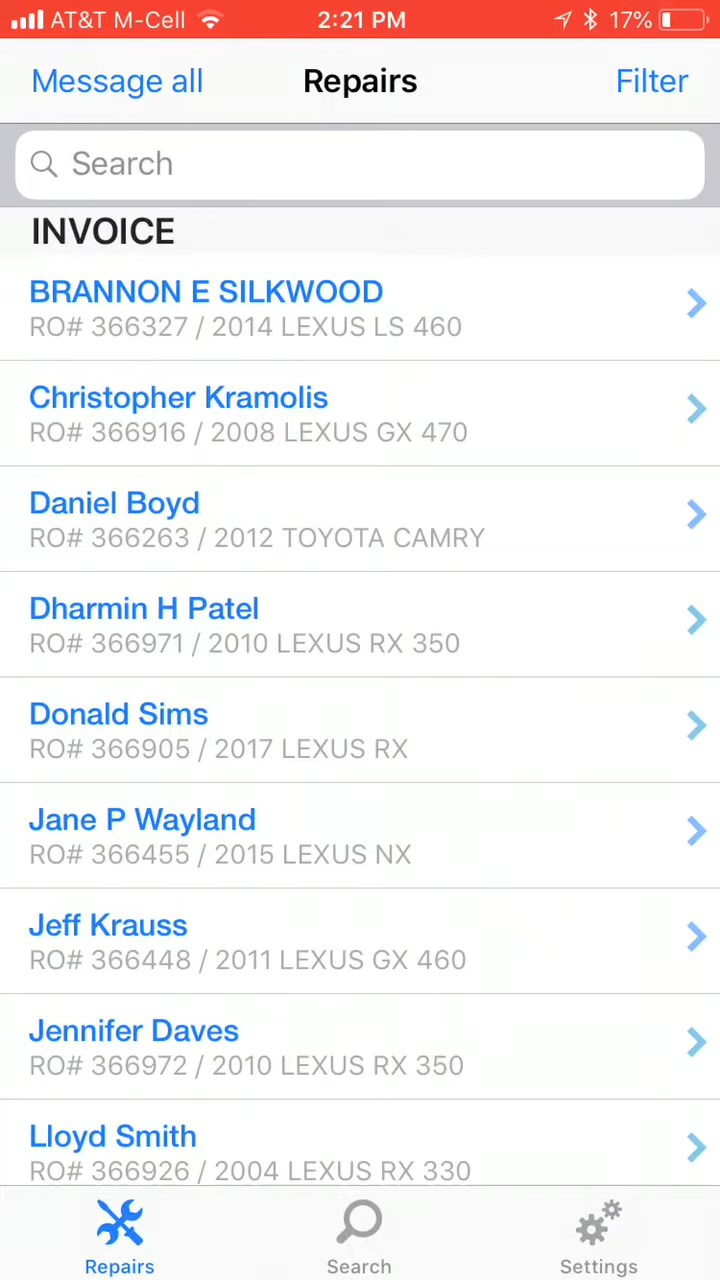 AT&T M-Cell 2:21 PM 17%
Message all Repairs Filter
Search
INVOICE
BRANNON E SILKWOOD
RO# 366327 / 2014 LEXUS LS 460
Christopher Kramolis
RO# 366916 / 2008 LEXUS GX 470
Daniel Boyd
RO# 366263 / 2012 TOYOTA CAMRY
Dharmin H Patel
RO# 366971 / 2010 LEXUS RX 350
Donald Sims
RO# 366905 / 2017 LEXUS RX
Jane P Wayland
RO# 366455 / 2015 LEXUS NX
Jeff Krauss
RO# 366448 / 2011 LEXUS GX 460
Jennifer Daves
RO# 366972 / 2010 LEXUS RX 350
Lloyd Smith
RO# 366926 / 2004 LEXUS RX 330
Repairs Search Settings